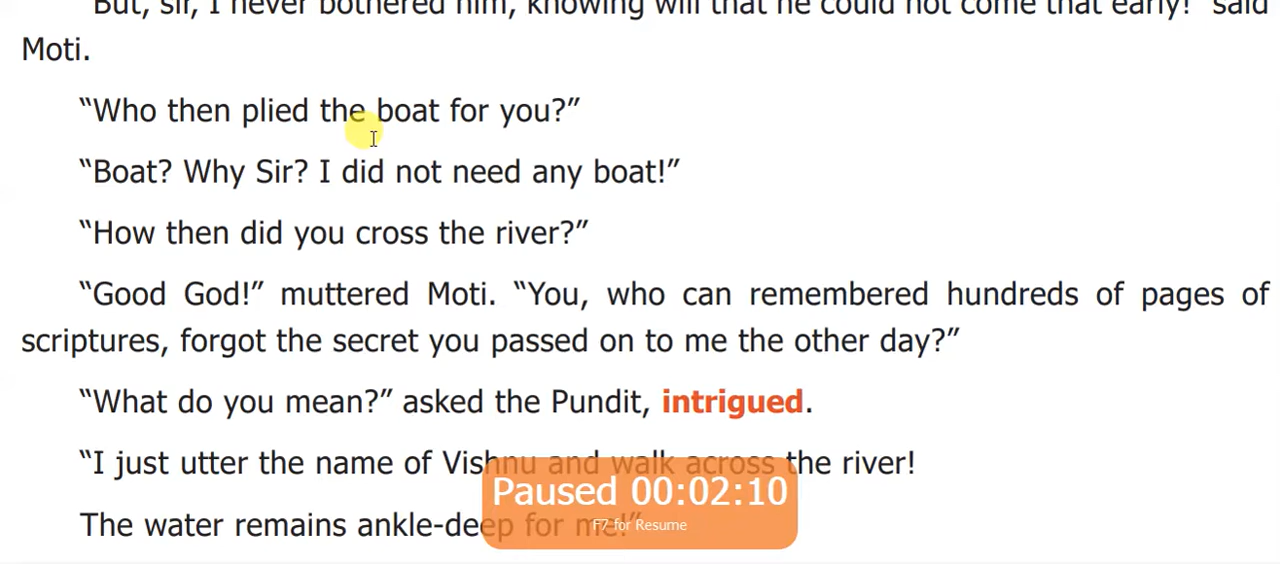 “But, sir, I never bothered him, knowing will that he could not come that early!” said
Moti.
“Who then plied the boat for you?”
“Boat? Why Sir? I did not need any boat!”
“How then did you cross the river?”
“Good God!” muttered Moti. “You, who can remembered hundreds of pages of
scriptures, forgot the secret you passed on to me the other day?”
“What do you mean?” asked the Pundit, intrigued.
“I just utter the name of Vishnu and walk across the river!
The water remains ankle-deep for me!”
Paused 00:02:10
F7 for Resume